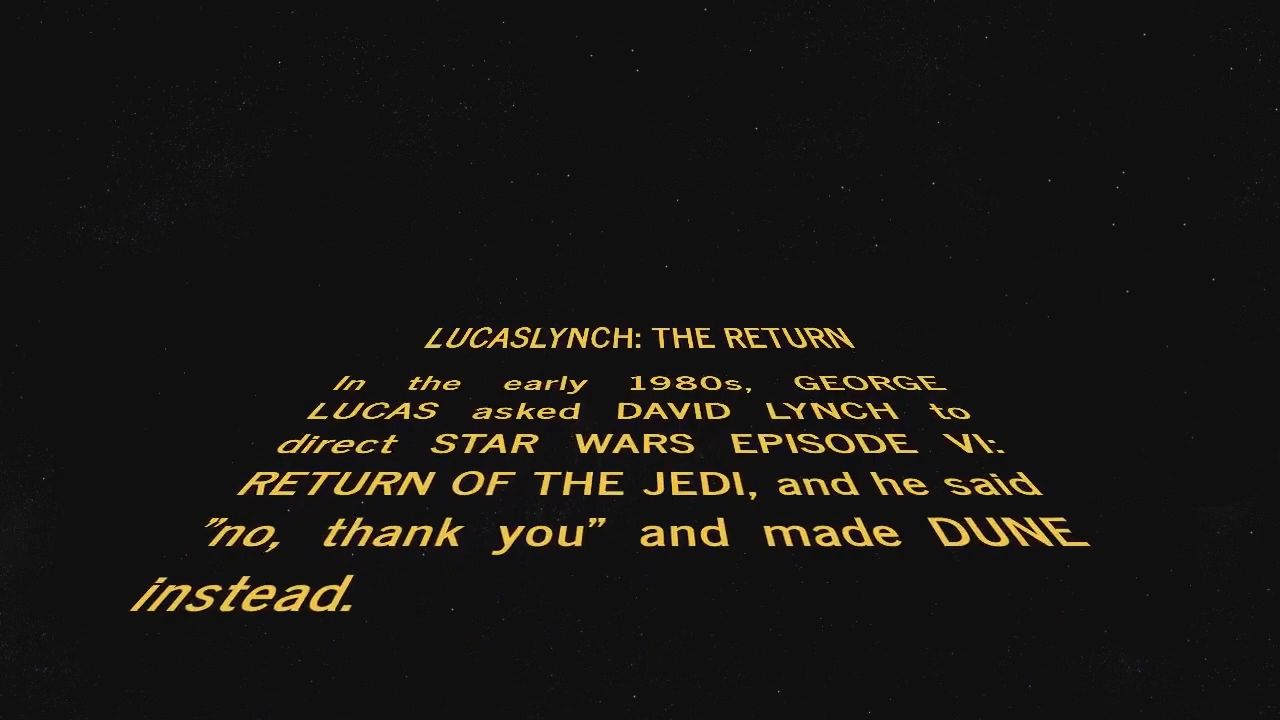 LUCASLYNCH: THE RETURN
In the early 1980s, GEORGE
LUCAS asked DAVID LYNCH to
direct STAR WARS EPISODE VI:
RETURN OF THE JEDI, and he said
”no, thank you” and made DUNE
instead.